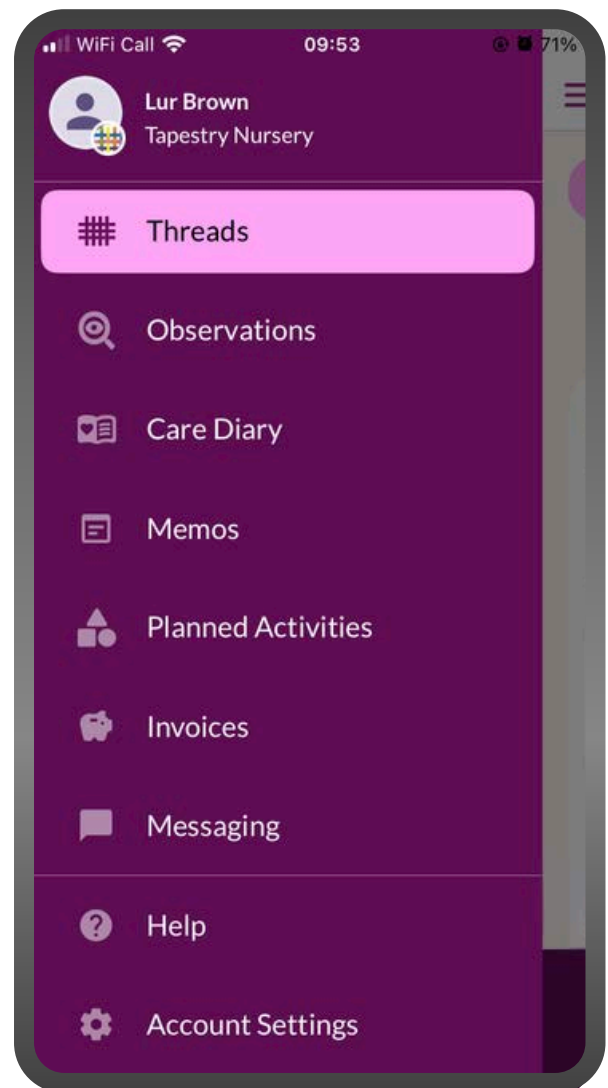 WiFi Call
09:53
71%
Lur Brown
Tapestry Nursery
Threads
Observations
Care Diary
Memos
Planned Activities
Invoices
Messaging
Help
Account Settings